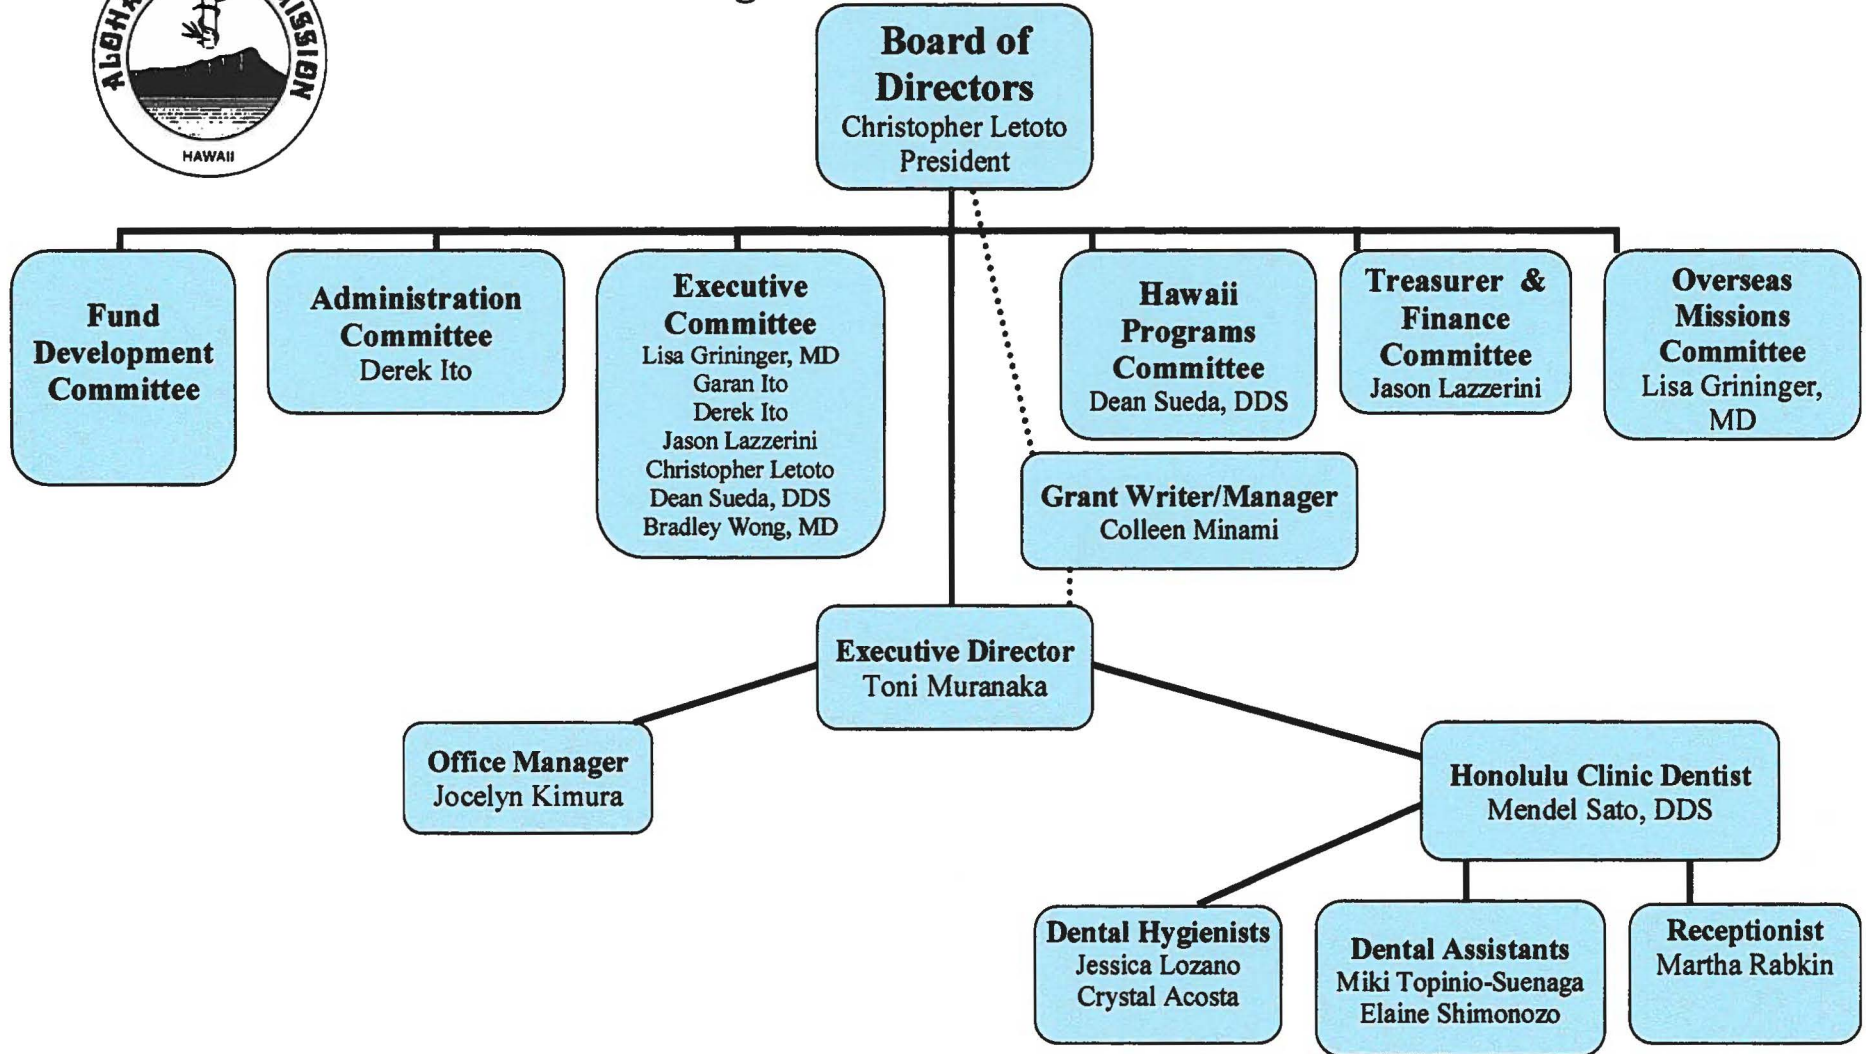 ALOHA
MISSION
HAWAII
Board of
Directors
Christopher Letoto
President
Fund
Development
Committee
Administration
Committee
Derek Ito
Executive
Committee
Lisa Grininger, MD
Garan Ito
Derek Ito
Jason Lazzerini
Christopher Letoto
Dean Sueda, DDS
Bradley Wong, MD
Hawaii
Programs
Committee
Dean Sueda, DDS
Treasurer &
Finance
Committee
Jason Lazzerini
Overseas
Missions
Committee
Lisa Grininger,
MD
Grant Writer/Manager
Colleen Minami
Executive Director
Toni Muranaka
Office Manager
Jocelyn Kimura
Honolulu Clinic Dentist
Mendel Sato, DDS
Dental Hygienists
Jessica Lozano
Crystal Acosta
Dental Assistants
Miki Topinio-Suenaga
Elaine Shimonozo
Receptionist
Martha Rabkin